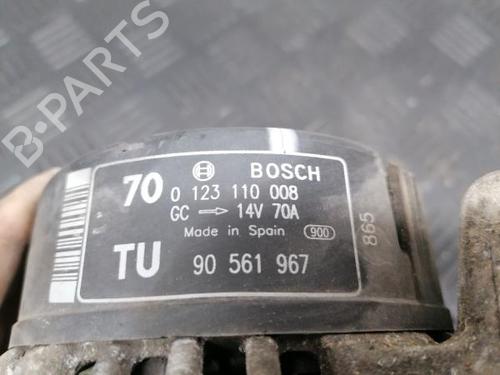 BOSCH
70 0 123 110 008
GC → 14V 70A
Made in Spain 900
TU 90 561 967
865
B-PARTS